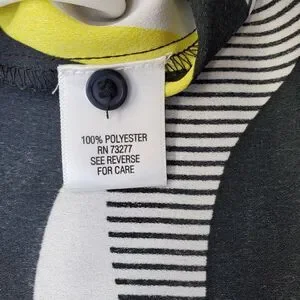 100% POLYESTER
RN 73277
SEE REVERSE
FOR CARE